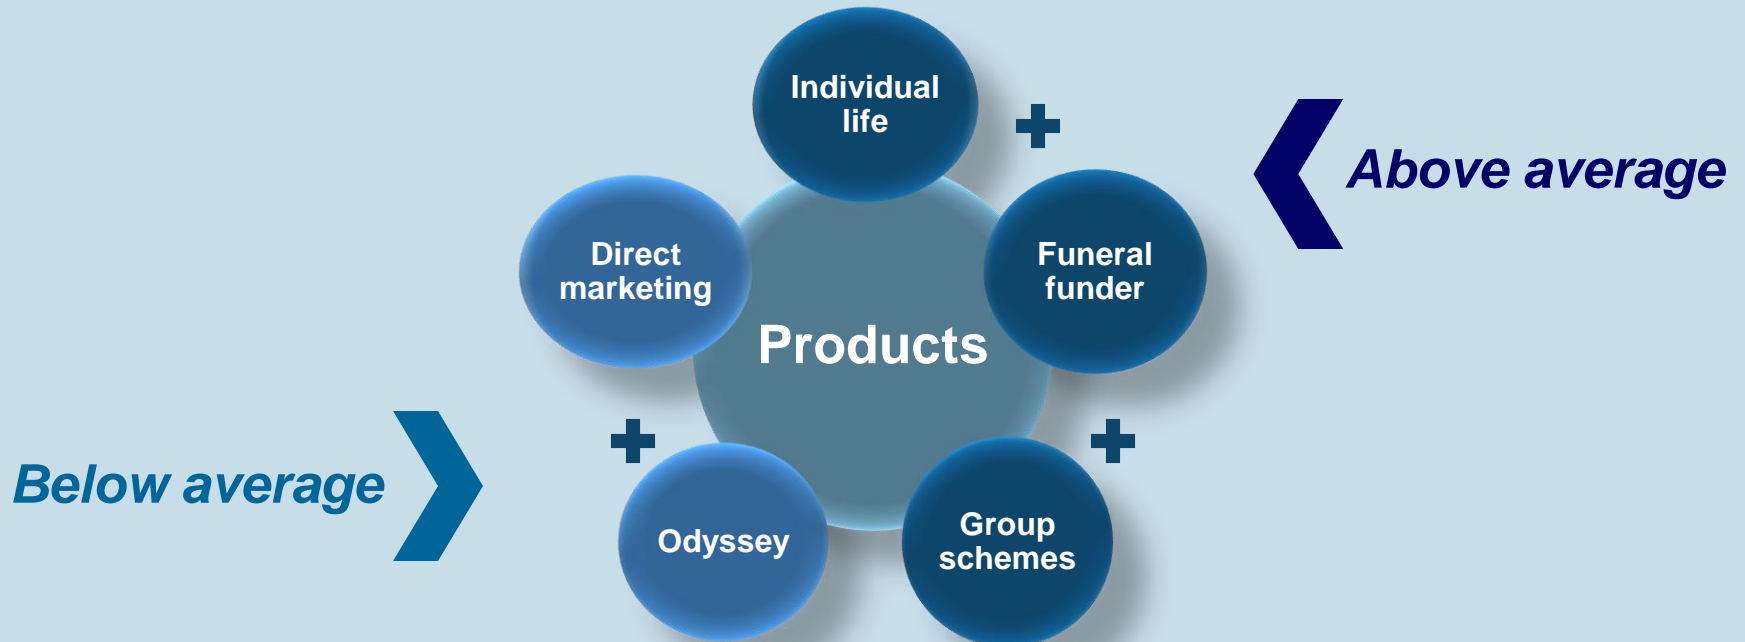 Individual
life
Above average
Direct
marketing
Funeral
funder
Products
Below average
Odyssey
Group
schemes